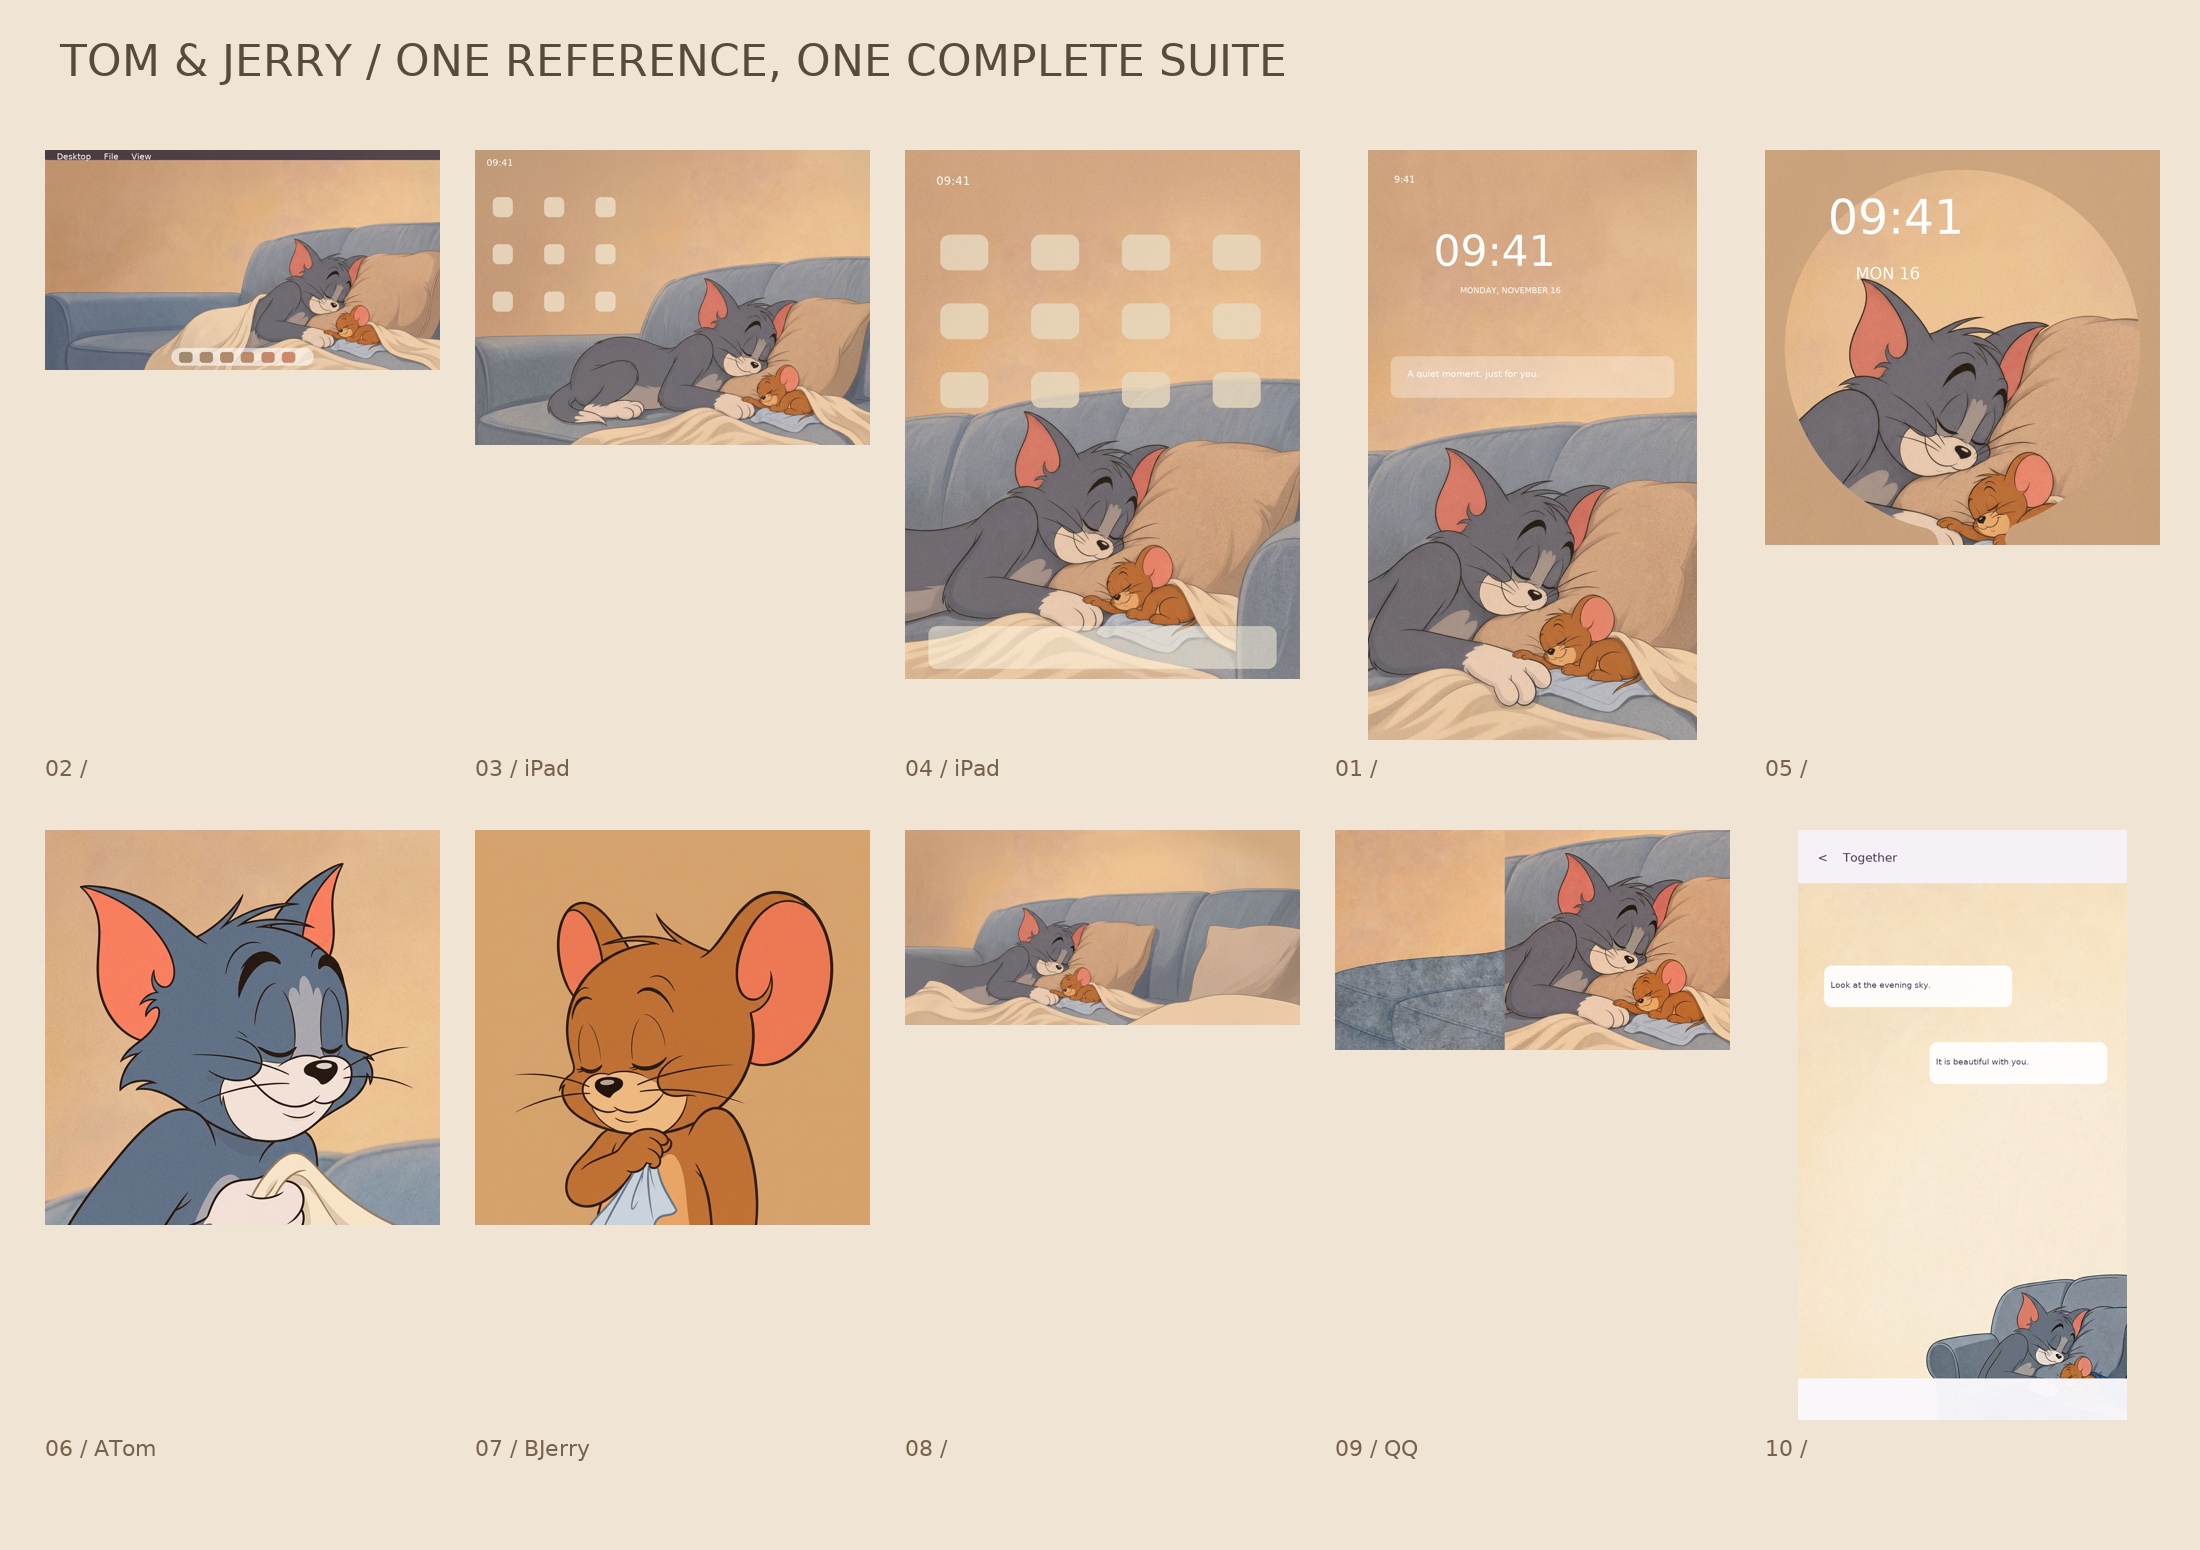 TOM & JERRY / ONE REFERENCE, ONE COMPLETE SUITE
Desktop File View
09:41
09:41
9:41
09:41
MONDAY, NOVEMBER 16
A quiet moment, just for you.
09:41
MON 16
02 /
03 / iPad
04 / iPad
01 /
05 /
< Together
Look at the evening sky.
It is beautiful with you.
06 / ATom
07 / BJerry
08 /
09 / QQ
10 /